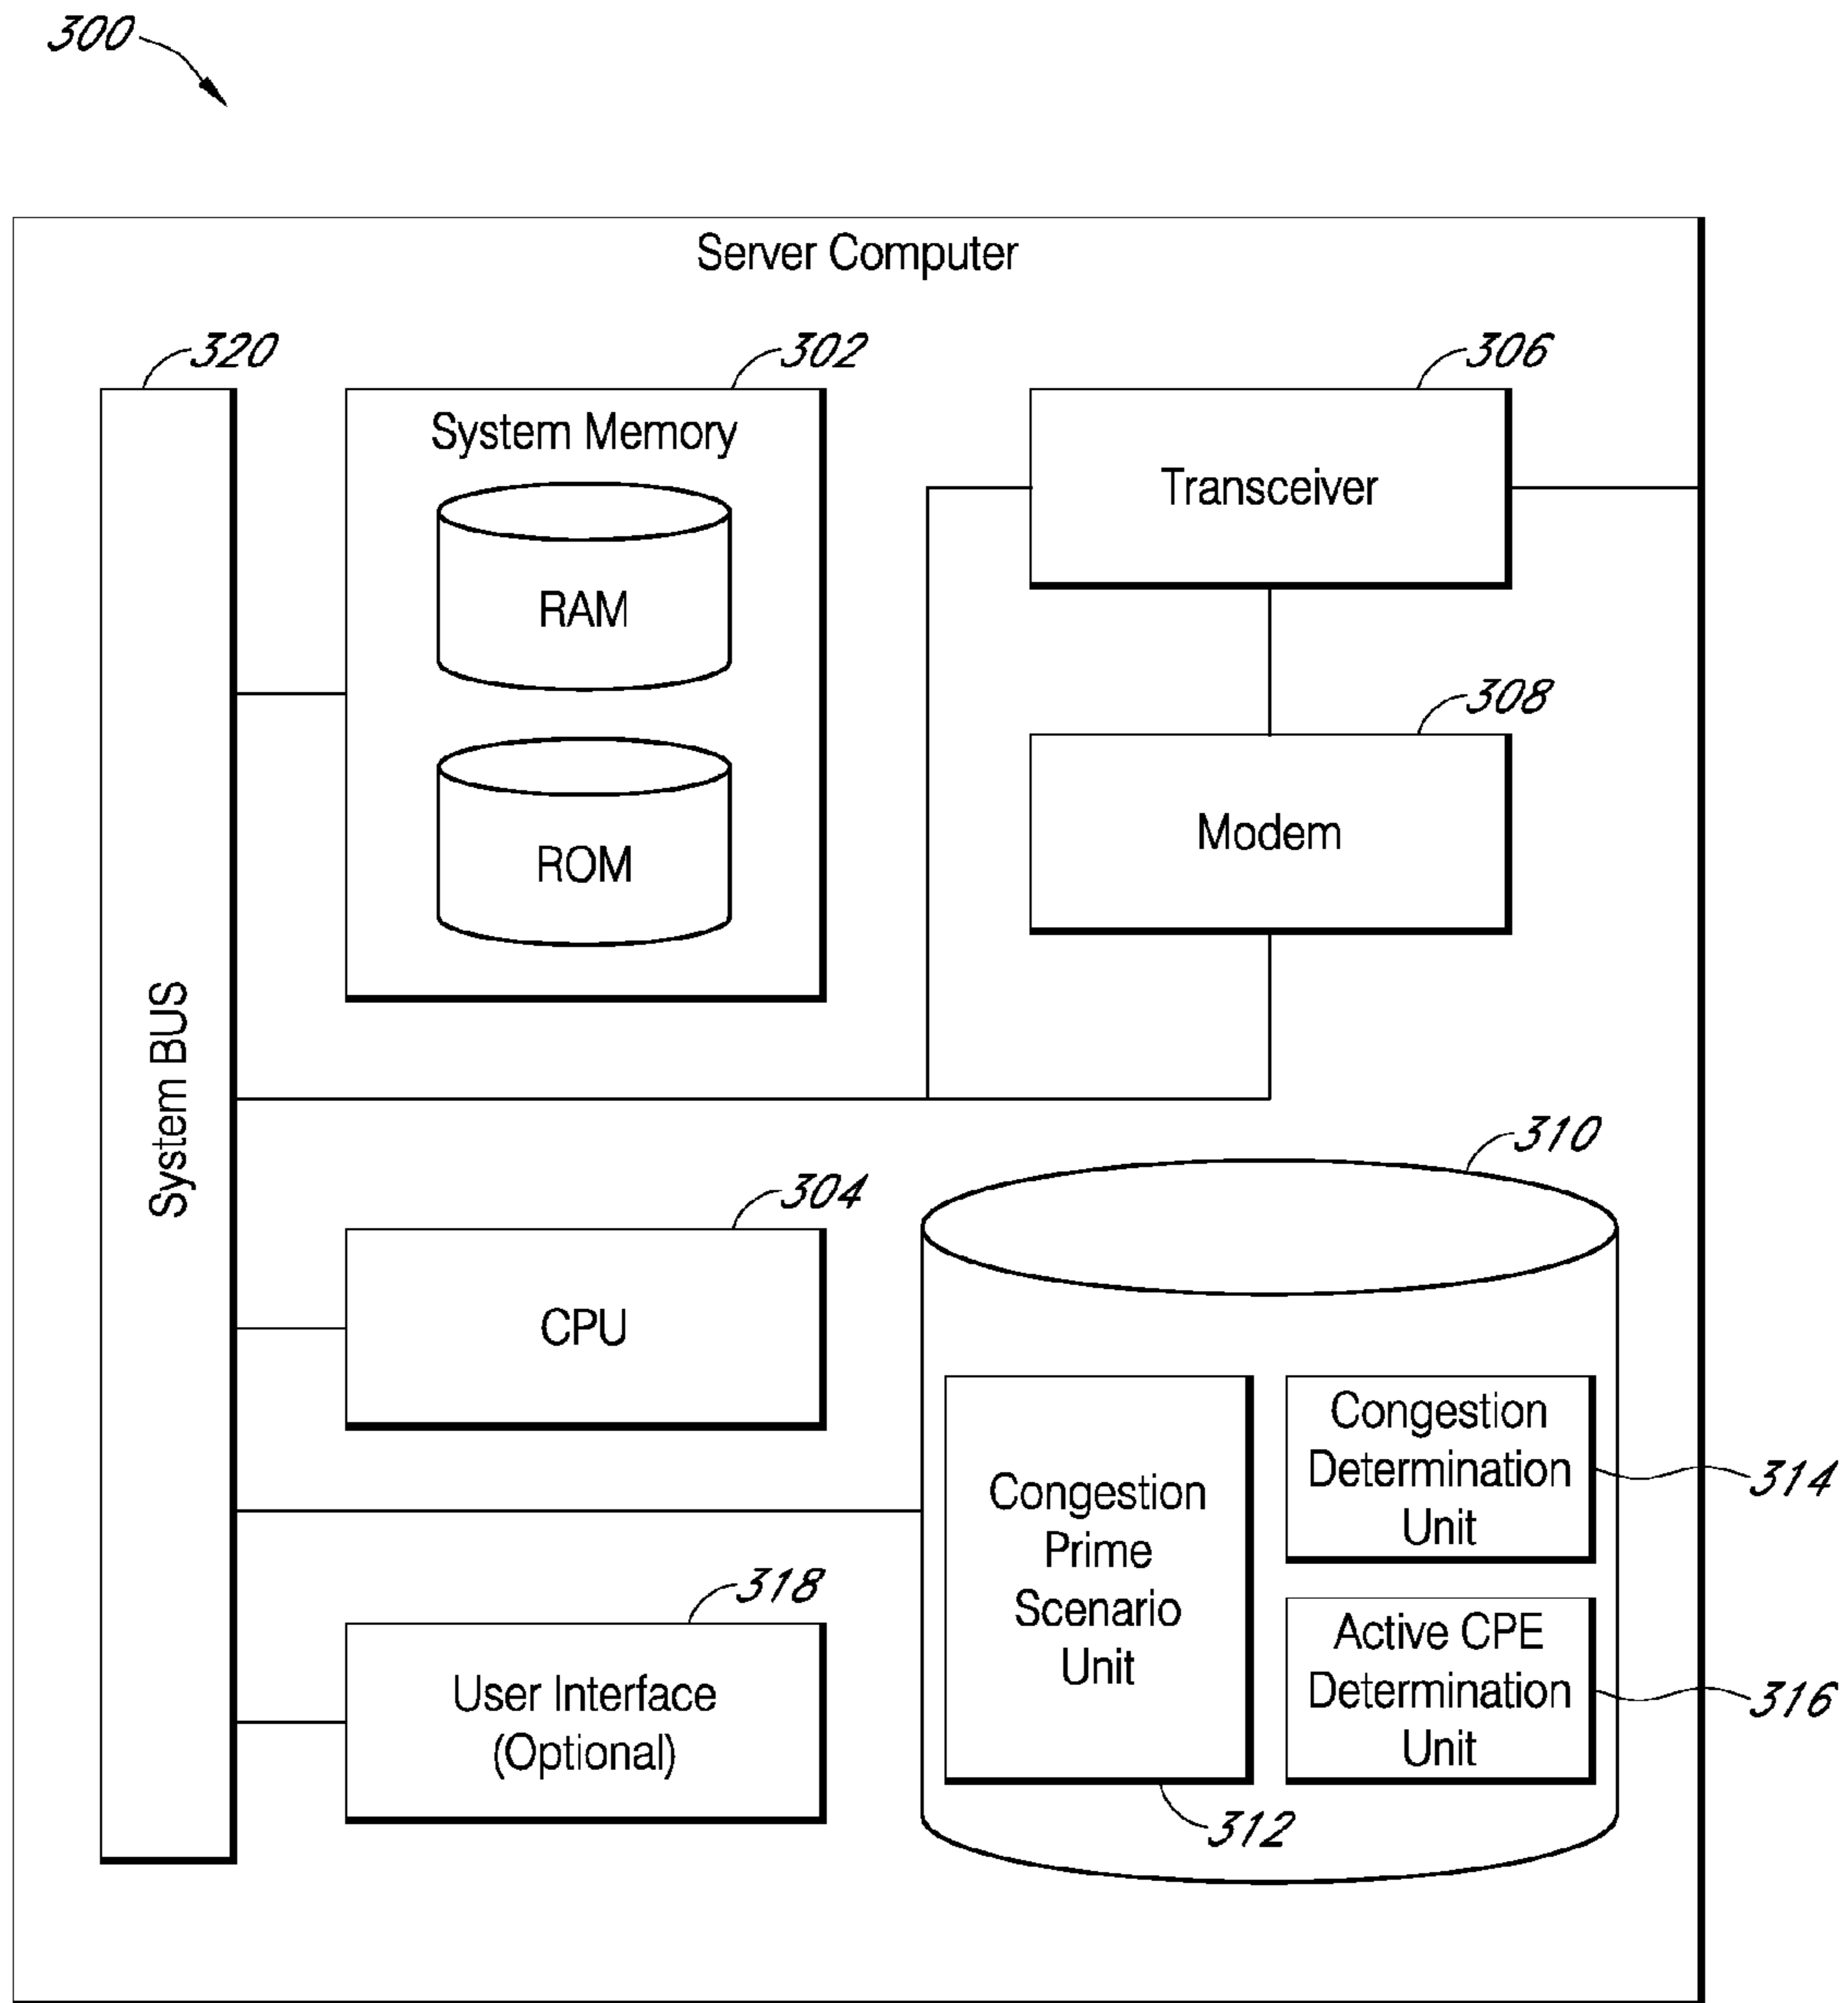 300
Server Computer
320
302
306
System Memory
Transceiver
RAM
308
ROM
Modem
System BUS
310
304
CPU
Congestion
Determination
Unit
314
Congestion
Prime
Scenario
Unit
318
User Interface
(Optional)
Active CPE
Determination
Unit
316
312